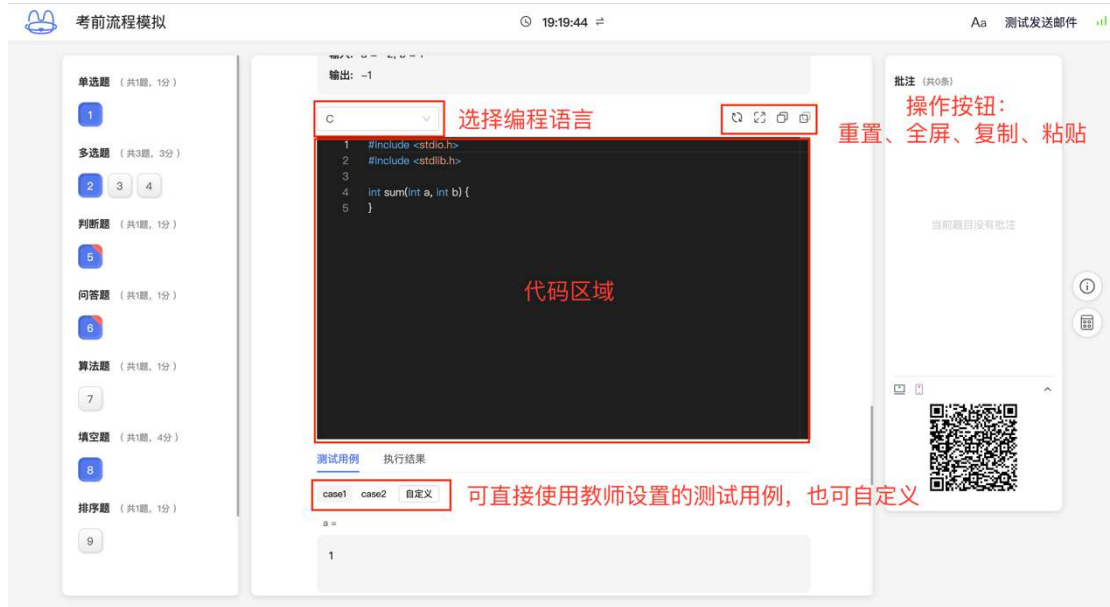 考前流程模拟
19:19:44
Aa 测试发送邮件
单选题 （共1题，1分）
1
多选题 （共3题，3分）
2 3 4
判断题 （共1题，1分）
5
问答题 （共1题，1分）
6
算法题 （共1题，1分）
7
填空题 （共1题，4分）
8
排序题 （共1题，1分）
9
输出: -1
C
选择编程语言
1 #include <stdio.h>
2 #include <stdlib.h>
3
4 int sum(int a, int b) {
5 }
代码区域
测试用例 执行结果
case1 case2 自定义
可直接使用教师设置的测试用例，也可自定义
a =
1
批注 （共0条）
操作按钮：
重置、全屏、复制、粘贴
当前题目没有批注